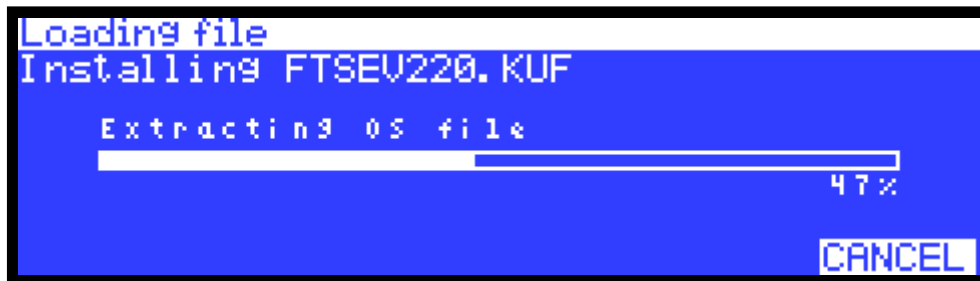 Loading file
Installing FTSEV220.KUF
Extracting OS file
47%
CANCEL